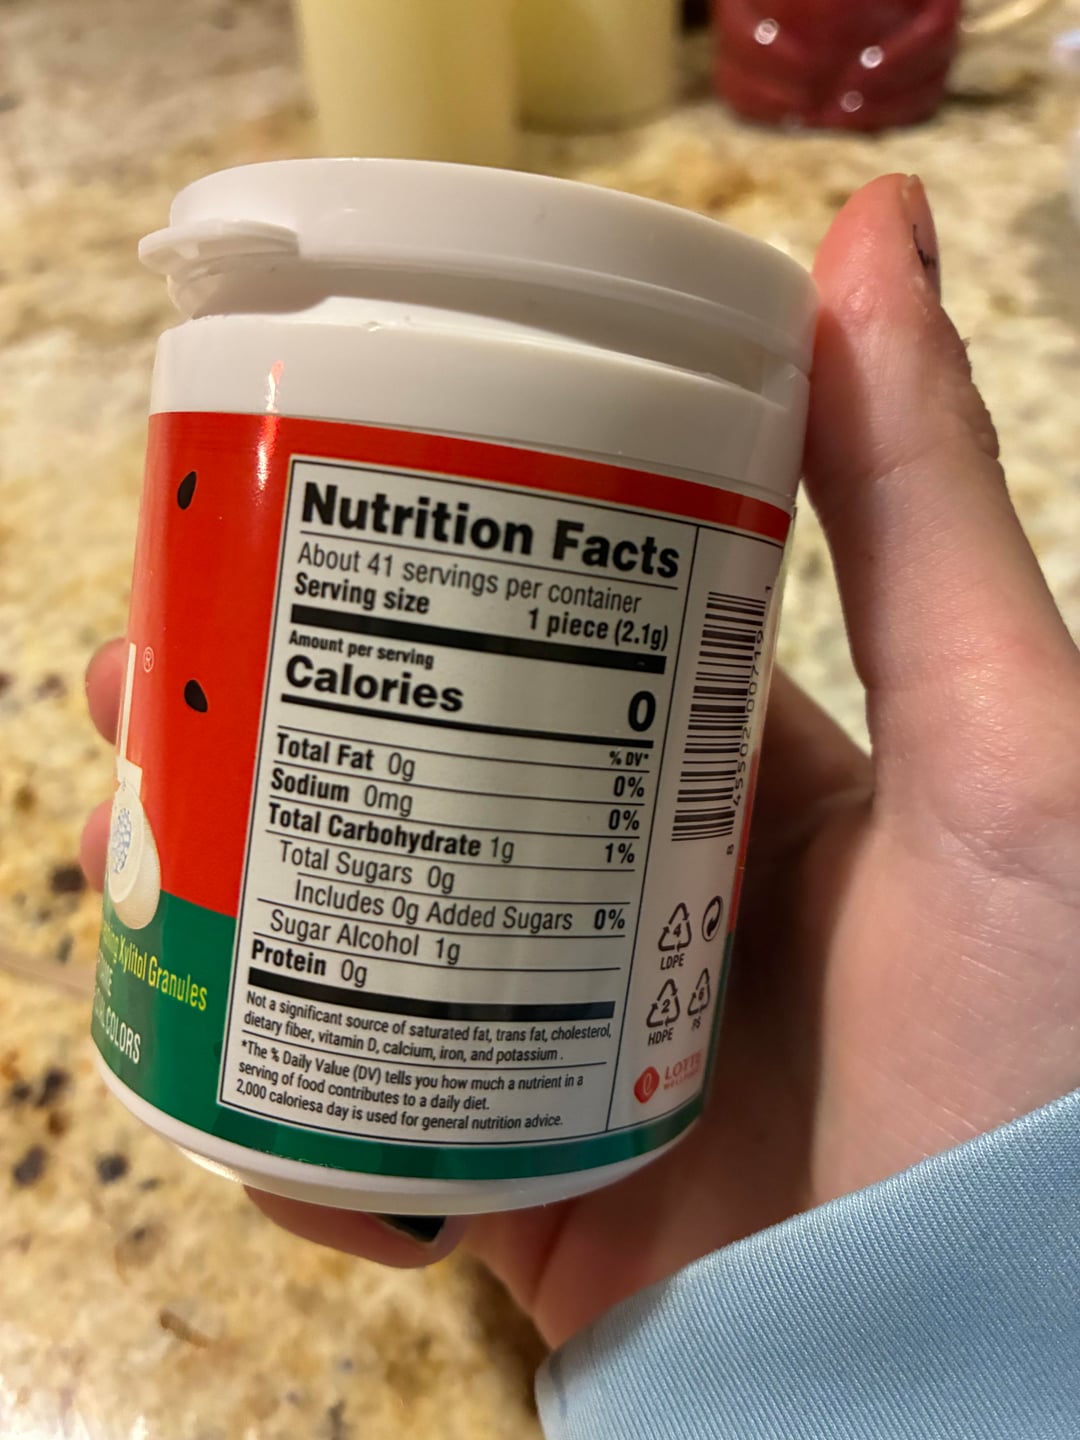 Nutrition Facts
About 41 servings per container
Serving size 1 piece (2.1g)
Amount per serving
Calories 0
% DV*
Total Fat 0g 0%
Sodium 0mg 0%
Total Carbohydrate 1g 1%
Total Sugars 0g
Includes 0g Added Sugars 0%
Sugar Alcohol 1g
Protein 0g
Not a significant source of saturated fat, trans fat, cholesterol,
dietary fiber, vitamin D, calcium, iron, and potassium .
*The % Daily Value (DV) tells you how much a nutrient in a
serving of food contributes to a daily diet.
2,000 caloriesa day is used for general nutrition advice.
®
Xylitol Granules
COLORS
4
LDPE
2
HDPE
PS
LOTTE